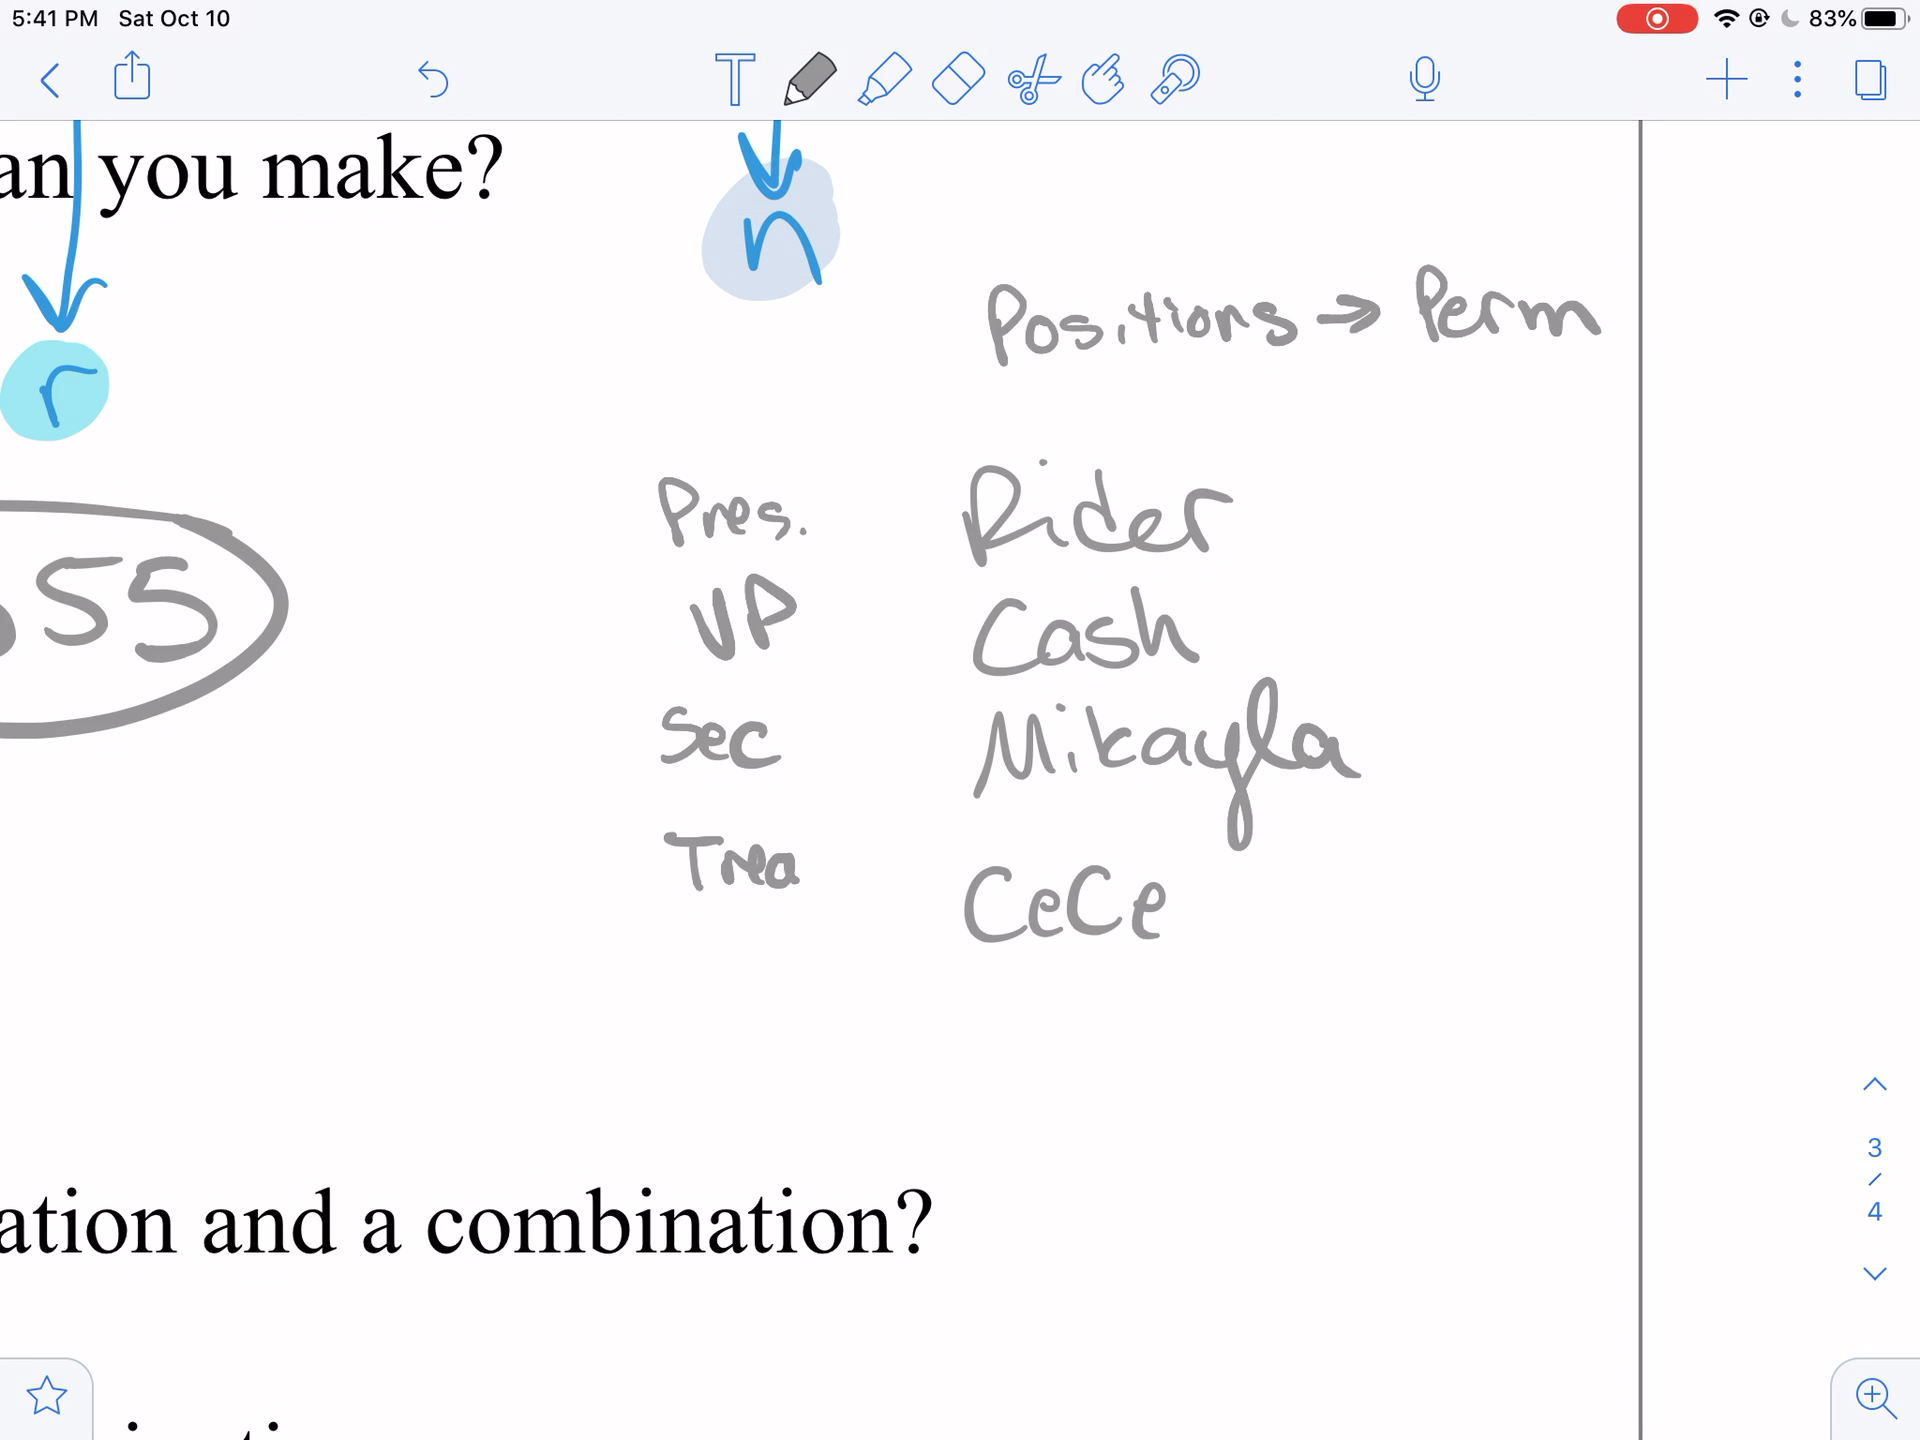 5:41 PM Sat Oct 10
83%
you make?
n
Positions → Perm
r
Pres. Rider
55
VP Cash
Sec Mikayla
Trea CeCe
3
/
4
ation and a combination?